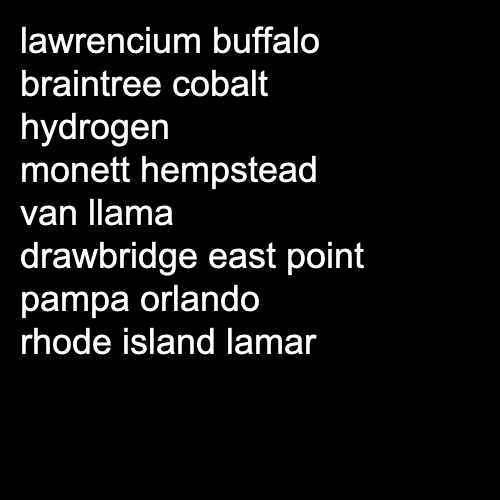 lawrencium buffalo
braintree cobalt
hydrogen
monett hempstead
van llama
drawbridge east point
pampa orlando
rhode island lamar